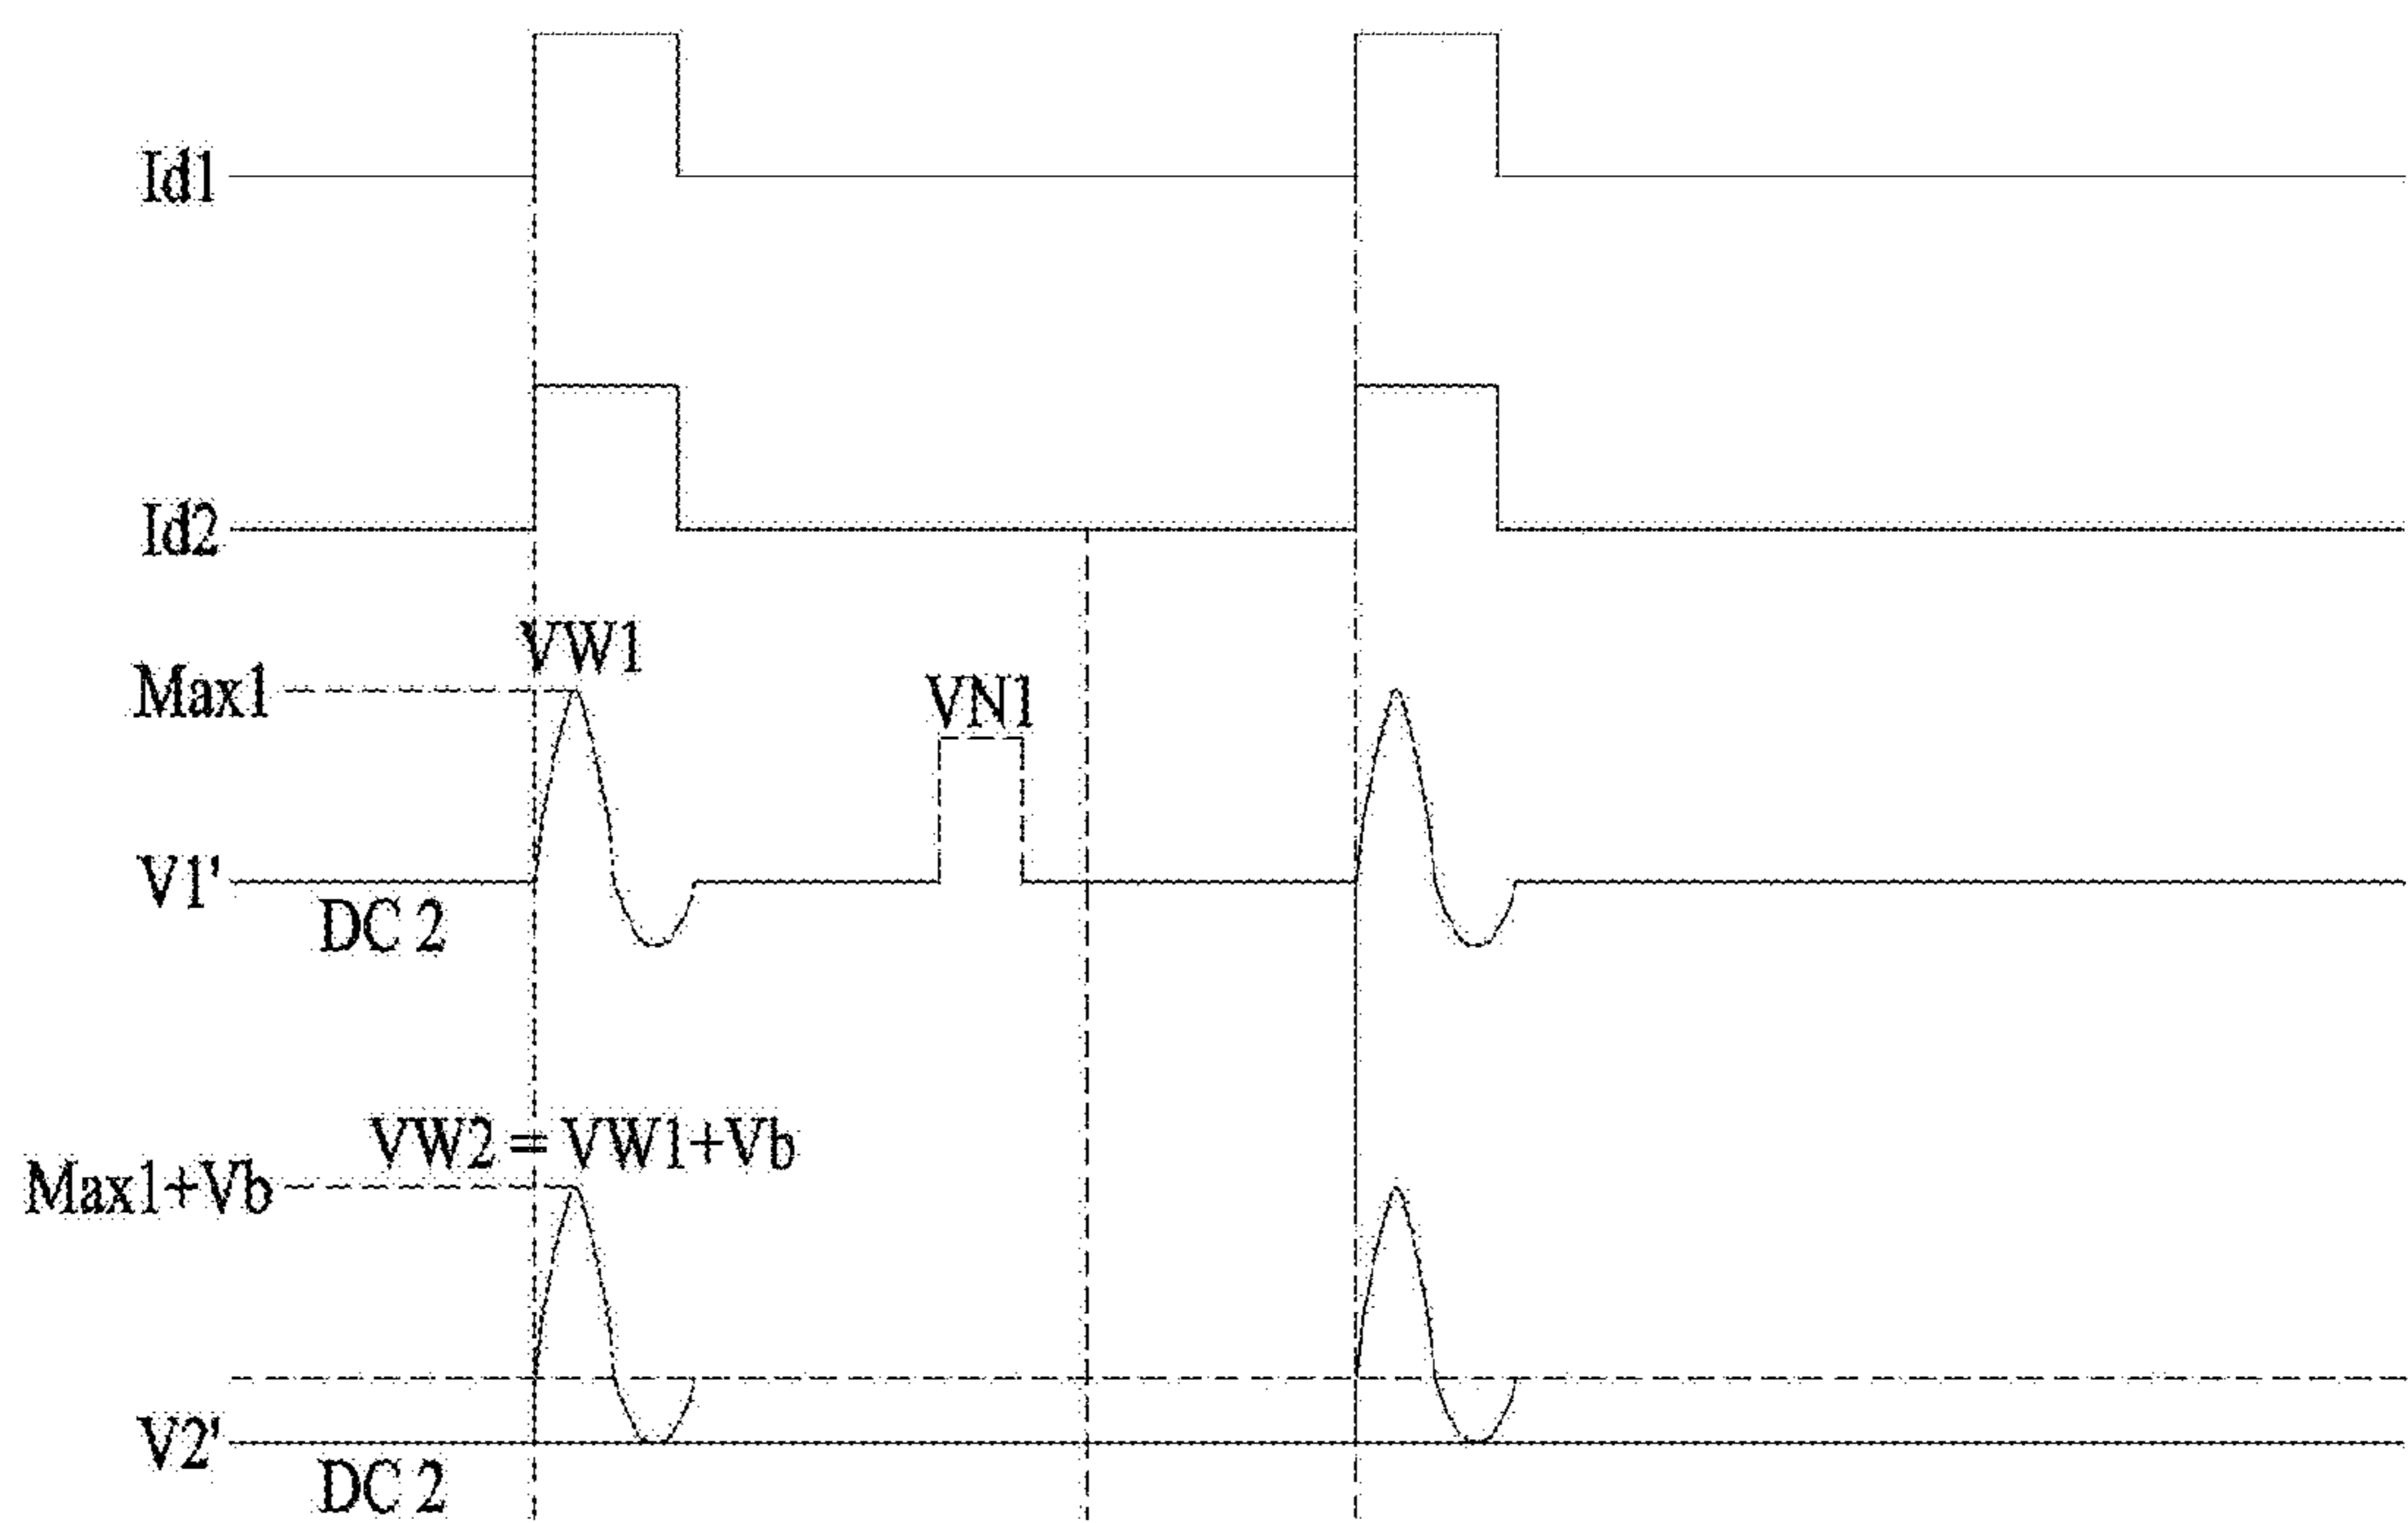 Id1
Id2
VW1
Max1
VN1
V1'
DC 2
VW2 = VW1+Vb
Max1+Vb
V2'
DC 2